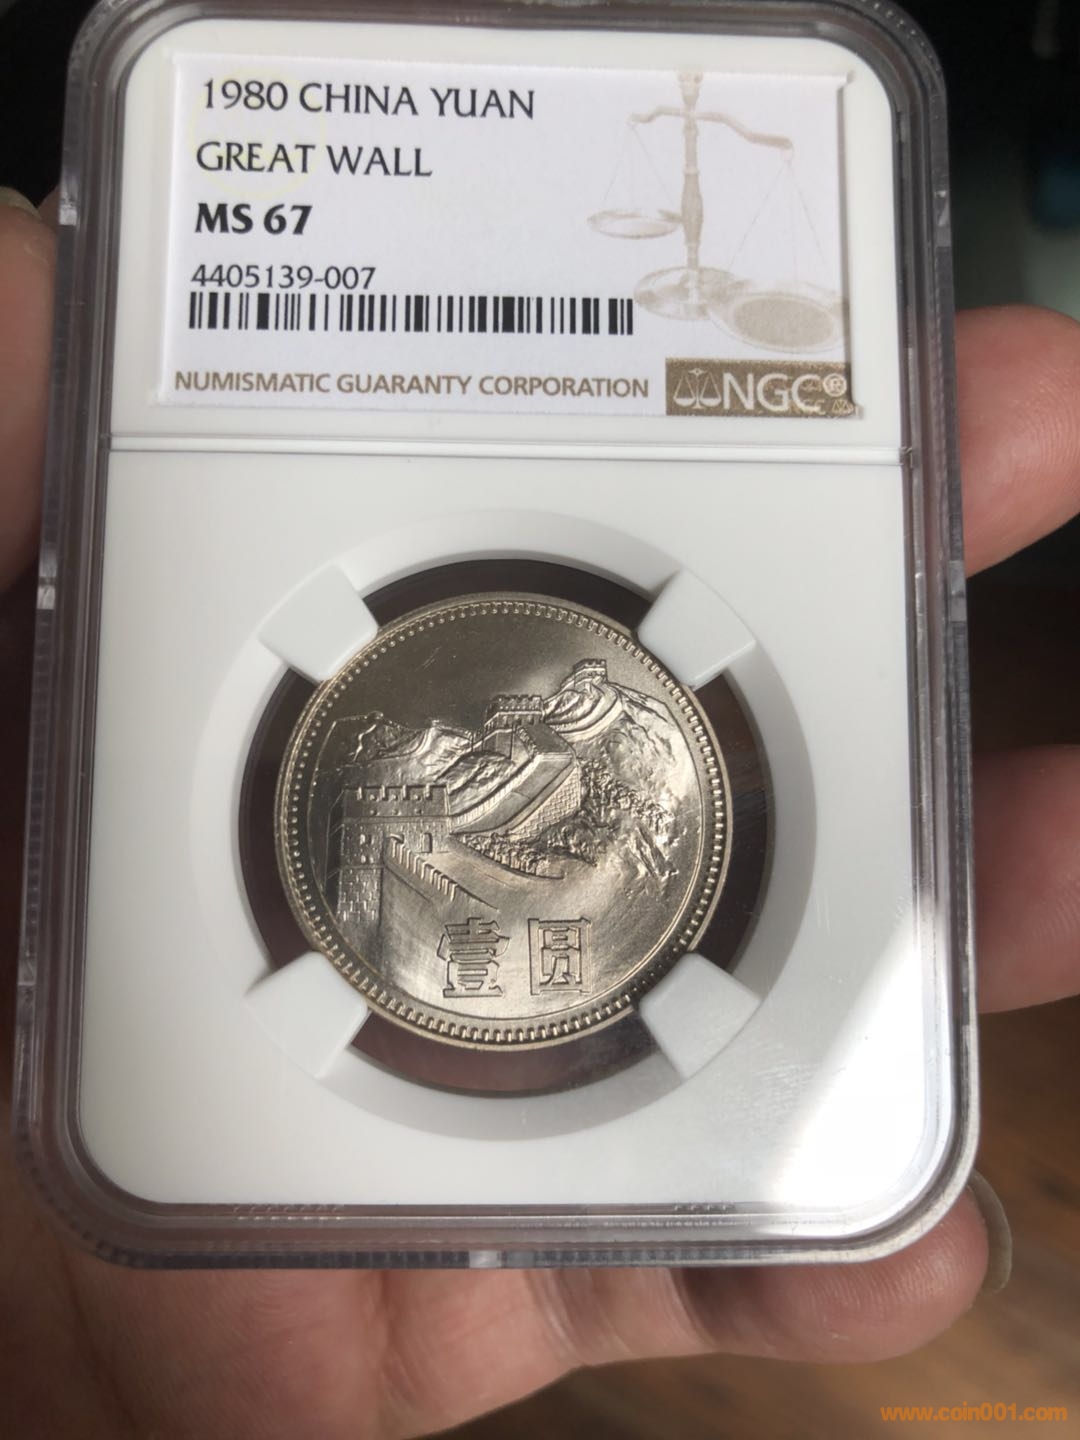 1980 CHINA YUAN
GREAT WALL
MS 67
4405139-007
NUMISMATIC GUARANTY CORPORATION
NGC®
壹 圆
www.coin001.com